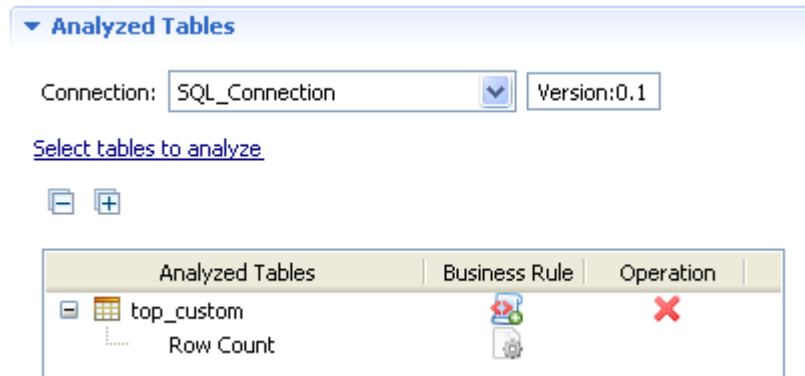 Analyzed Tables
Connection: SQL_Connection Version:0.1
Select tables to analyze
Analyzed Tables Business Rule Operation
top_custom
Row Count